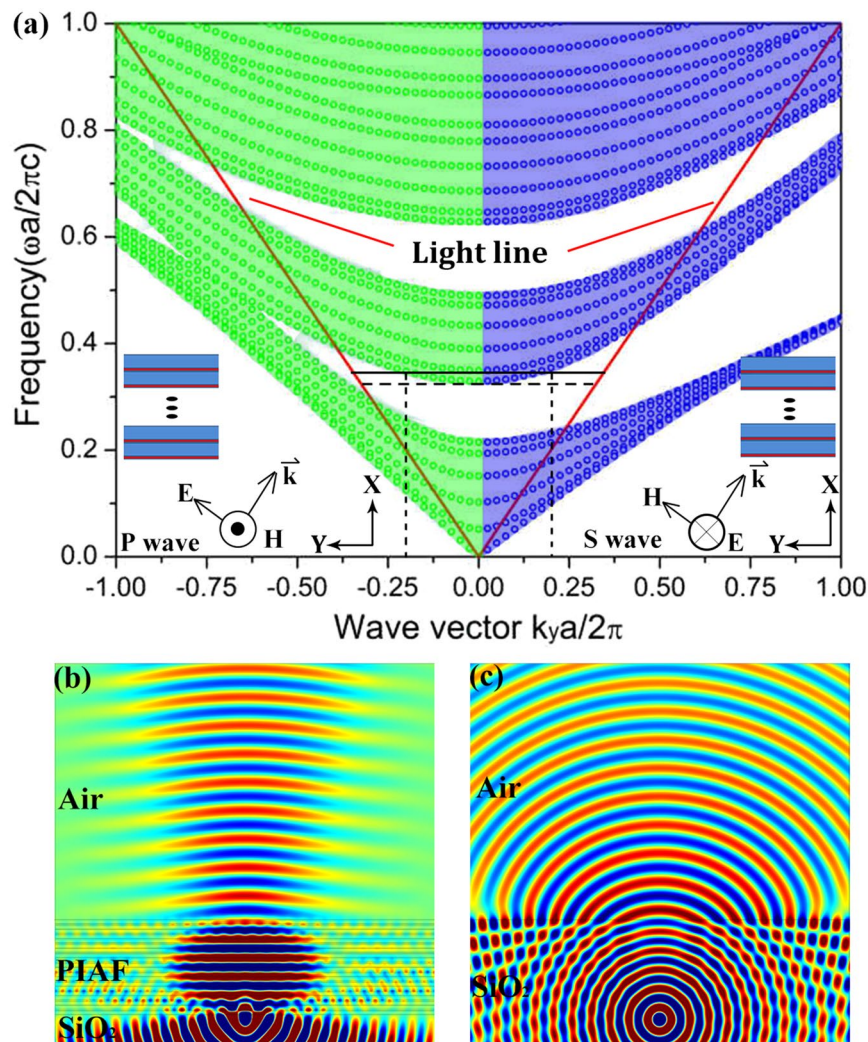 (a)
1.0
0.8
0.6
0.4
0.2
0.0
Frequency(ωa/2πc)
Light line
E
k
H
P wave
X
Y
H
k
E
S wave
X
Y
-1.00 -0.75 -0.50 -0.25 0.00 0.25 0.50 0.75 1.00
Wave vector kya/2π
(b)
Air
PIAF
SiO2
(c)
Air
SiO2